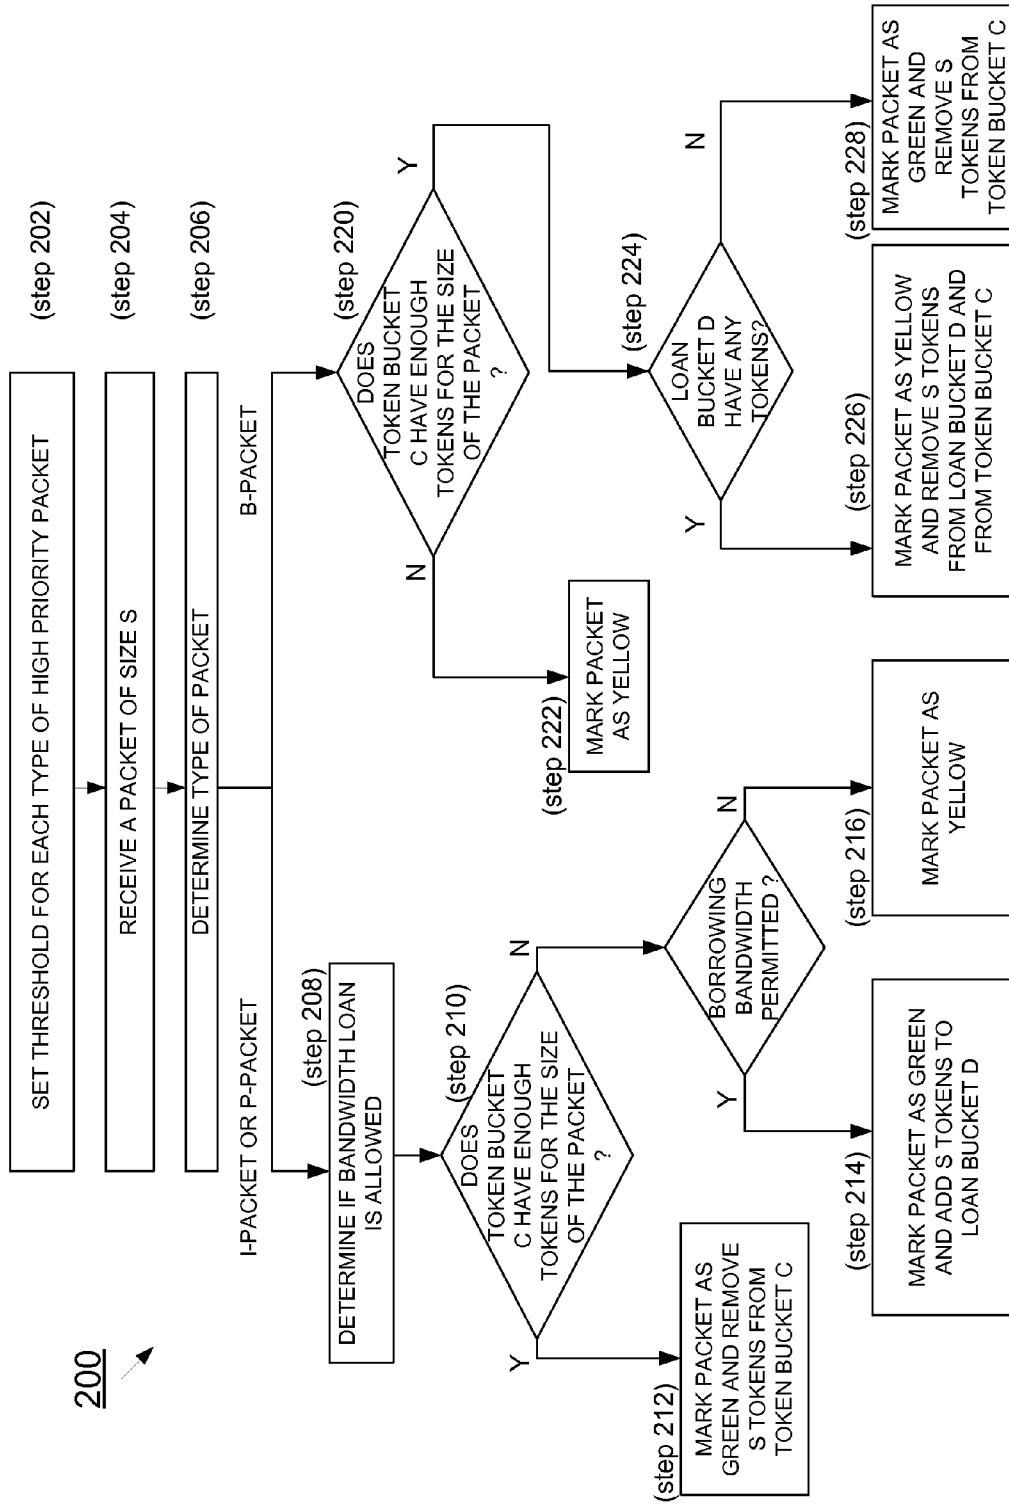 200
SET THRESHOLD FOR EACH TYPE OF HIGH PRIORITY PACKET
(step 202)
RECEIVE A PACKET OF SIZE S
(step 204)
DETERMINE TYPE OF PACKET
(step 206)
I-PACKET OR P-PACKET
B-PACKET
(step 208)
DETERMINE IF BANDWIDTH LOAN
IS ALLOWED
(step 210)
DOES
TOKEN BUCKET
C HAVE ENOUGH
TOKENS FOR THE SIZE
OF THE PACKET
?
Y
N
(step 212)
MARK PACKET AS
GREEN AND REMOVE
S TOKENS FROM
TOKEN BUCKET C
BORROWING
BANDWIDTH
PERMITTED ?
Y
N
(step 214)
MARK PACKET AS GREEN
AND ADD S TOKENS TO
LOAN BUCKET D
(step 216)
MARK PACKET AS
YELLOW
(step 220)
DOES
TOKEN BUCKET
C HAVE ENOUGH
TOKENS FOR THE SIZE
OF THE PACKET
?
N
Y
(step 222)
MARK PACKET
AS YELLOW
(step 224)
LOAN
BUCKET D
HAVE ANY
TOKENS?
Y
N
(step 226)
MARK PACKET AS YELLOW
AND REMOVE S TOKENS
FROM LOAN BUCKET D AND
FROM TOKEN BUCKET C
(step 228)
MARK PACKET AS
GREEN AND
REMOVE S
TOKENS FROM
TOKEN BUCKET C